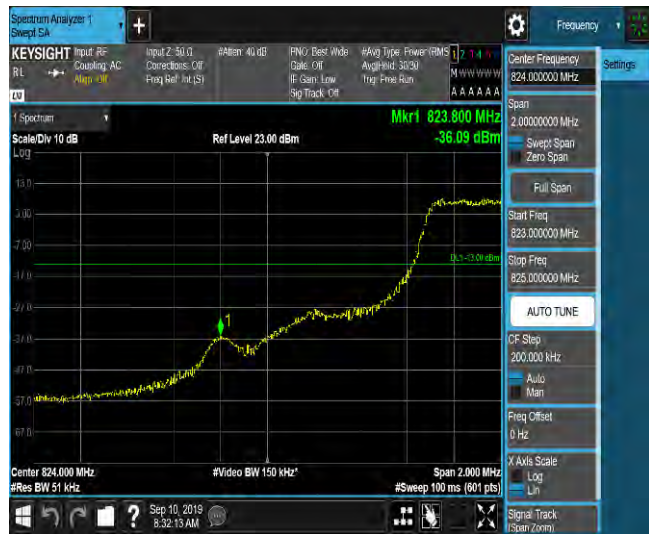 Spectrum Analyzer 1
Swept SA
Frequency
KEYSIGHT
Input: RF
Coupling: AC
Align: Off
Input Z: 50 Ω
Corrections: Off
Freq Ref: Int (S)
#Atten: 40 dB
PNO: Best Wide
Gate: Off
IF Gain: Low
Sig Track: Off
#Avg Type: Power (RMS
Avg|Hold: 30/30
Trig: Free Run
M W W W W W
A A A A A A
RL
LXI
1 Spectrum
Scale/Div 10 dB
Log
Ref Level 23.00 dBm
Mkr1 823.800 MHz
-36.09 dBm
13.0
3.00
-7.00
DL1 -13.00 dBm
-17.0
-27.0
1
-37.0
-47.0
-57.0
-67.0
Center 824.000 MHz
#Res BW 51 kHz
#Video BW 150 kHz*
Span 2.000 MHz
#Sweep 100 ms (601 pts)
Sep 10, 2019
8:32:13 AM
Center Frequency
824.000000 MHz
Settings
Span
2.00000000 MHz
Swept Span
Zero Span
Full Span
Start Freq
823.000000 MHz
Stop Freq
825.000000 MHz
AUTO TUNE
CF Step
200.000 kHz
Auto
Man
Freq Offset
0 Hz
X Axis Scale
Log
Lin
Signal Track
(Span Zoom)